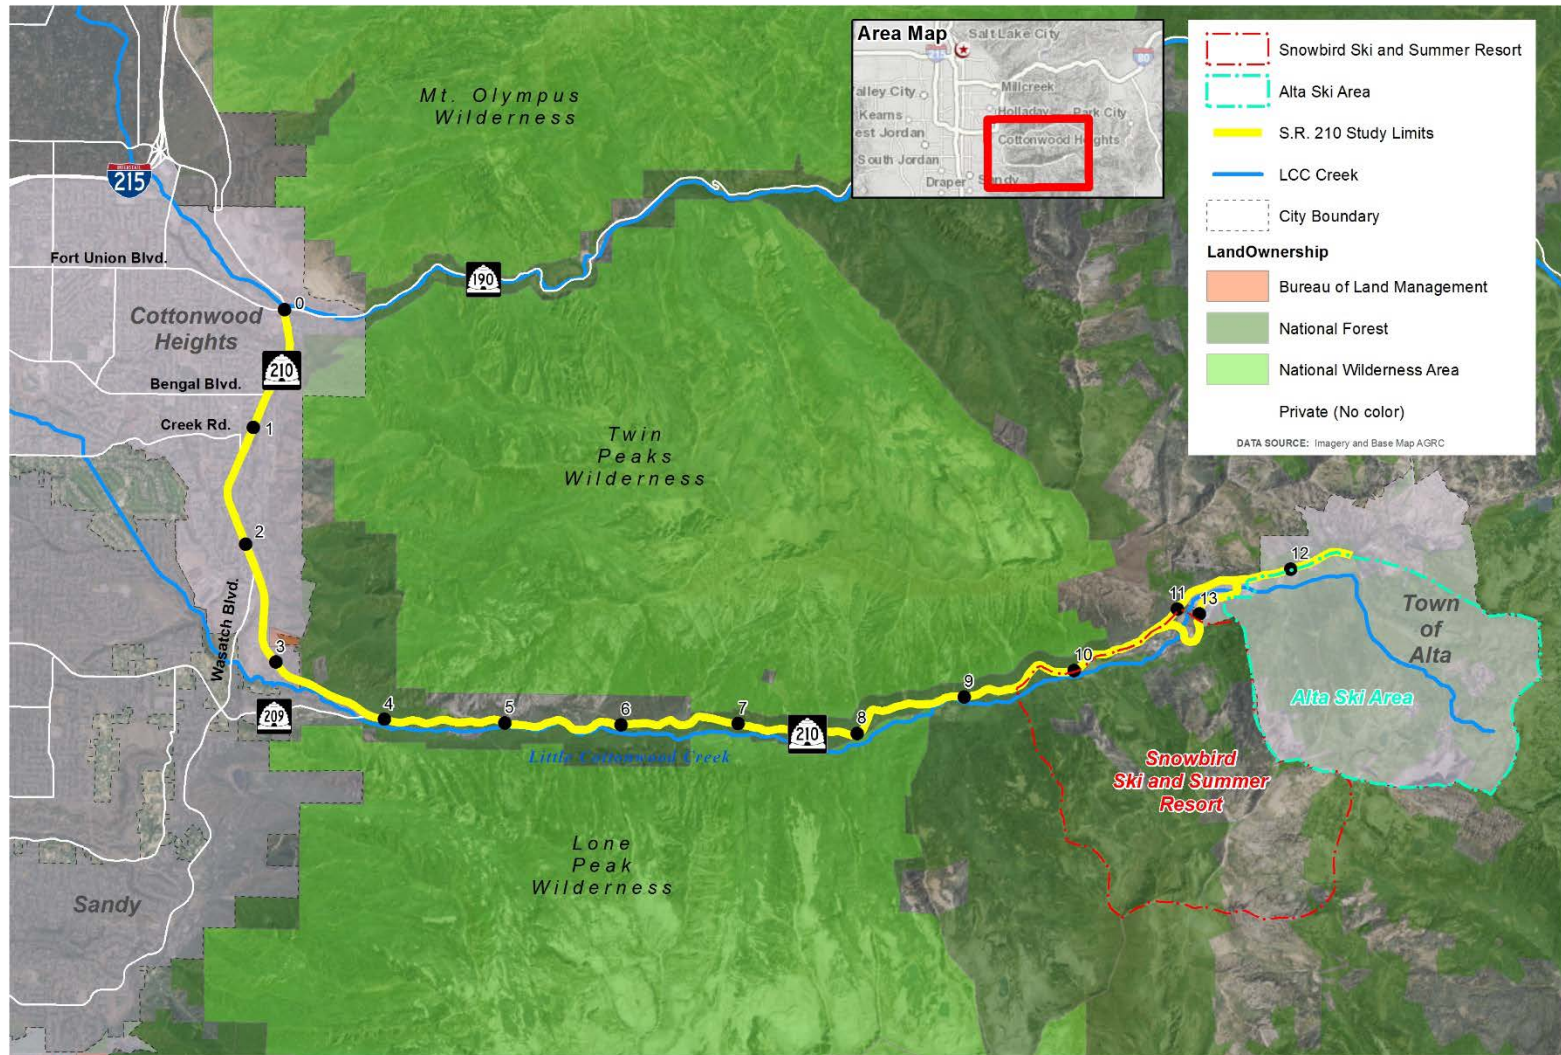 Mt. Olympus
Wilderness
INTERSTATE
215
Fort Union Blvd.
190
0
Cottonwood
Heights
210
Bengal Blvd.
Creek Rd.
1
Twin
Peaks
Wilderness
2
Wasatch Blvd.
3
209
4
5
6
7
210
8
9
10
11
13
12
Little Cottonwood Creek
Town
of
Alta
Alta Ski Area
Snowbird
Ski and Summer
Resort
Lone
Peak
Wilderness
Sandy
Area Map
Salt Lake City
80
Millcreek
alley City
Holladay
Park City
Kearns
est Jordan
Cottonwood Heights
South Jordan
Draper
Sandy
Snowbird Ski and Summer Resort
Alta Ski Area
S.R. 210 Study Limits
LCC Creek
City Boundary
LandOwnership
Bureau of Land Management
National Forest
National Wilderness Area
Private (No color)
DATA SOURCE: Imagery and Base Map AGRC